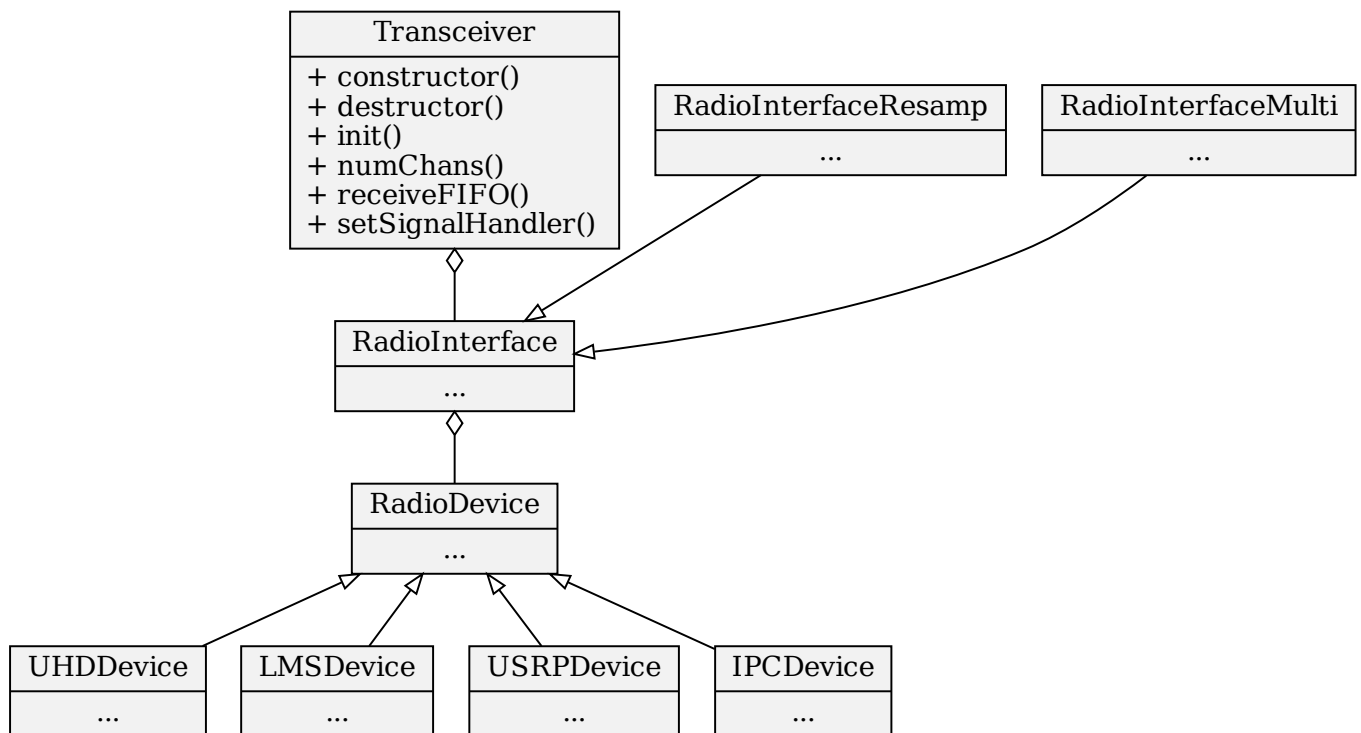 Transceiver
+ constructor()
+ destructor()
+ init()
+ numChans()
+ receiveFIFO()
+ setSignalHandler()
RadioInterfaceResamp
...
RadioInterfaceMulti
...
RadioInterface
...
RadioDevice
...
UHDDevice
...
LMSDevice
...
USRPDevice
...
IPCDevice
...